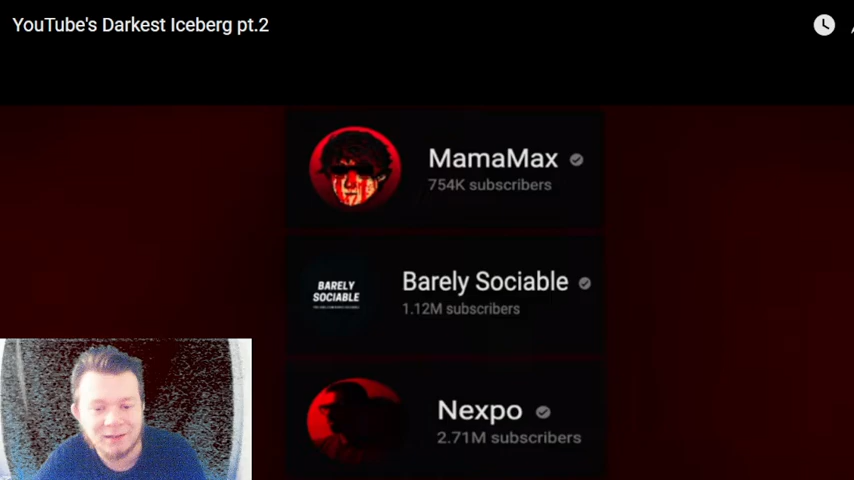 YouTube's Darkest Iceberg pt.2
MamaMax
754K subscribers
BARELY
SOCIABLE
Barely Sociable
1.12M subscribers
Nexpo
2.71M subscribers